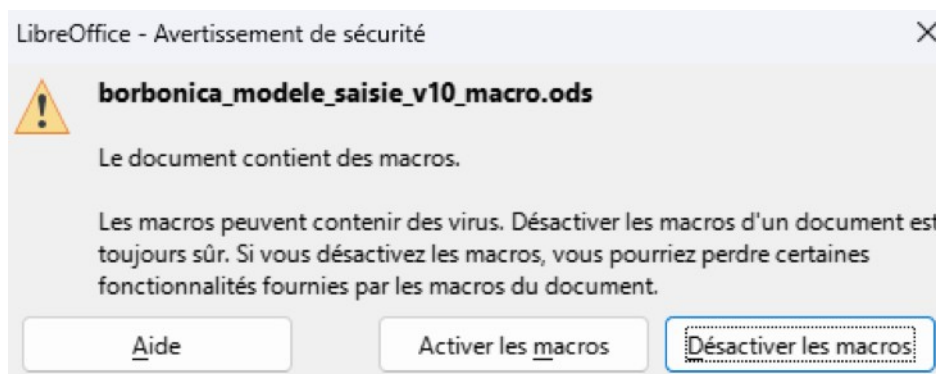 LibreOffice - Avertissement de sécurité
borbonica_modele_saisie_v10_macro.ods
Le document contient des macros.
Les macros peuvent contenir des virus. Désactiver les macros d'un document est
toujours sûr. Si vous désactivez les macros, vous pourriez perdre certaines
fonctionnalités fournies par les macros du document.
Aide Activer les macros Désactiver les macros